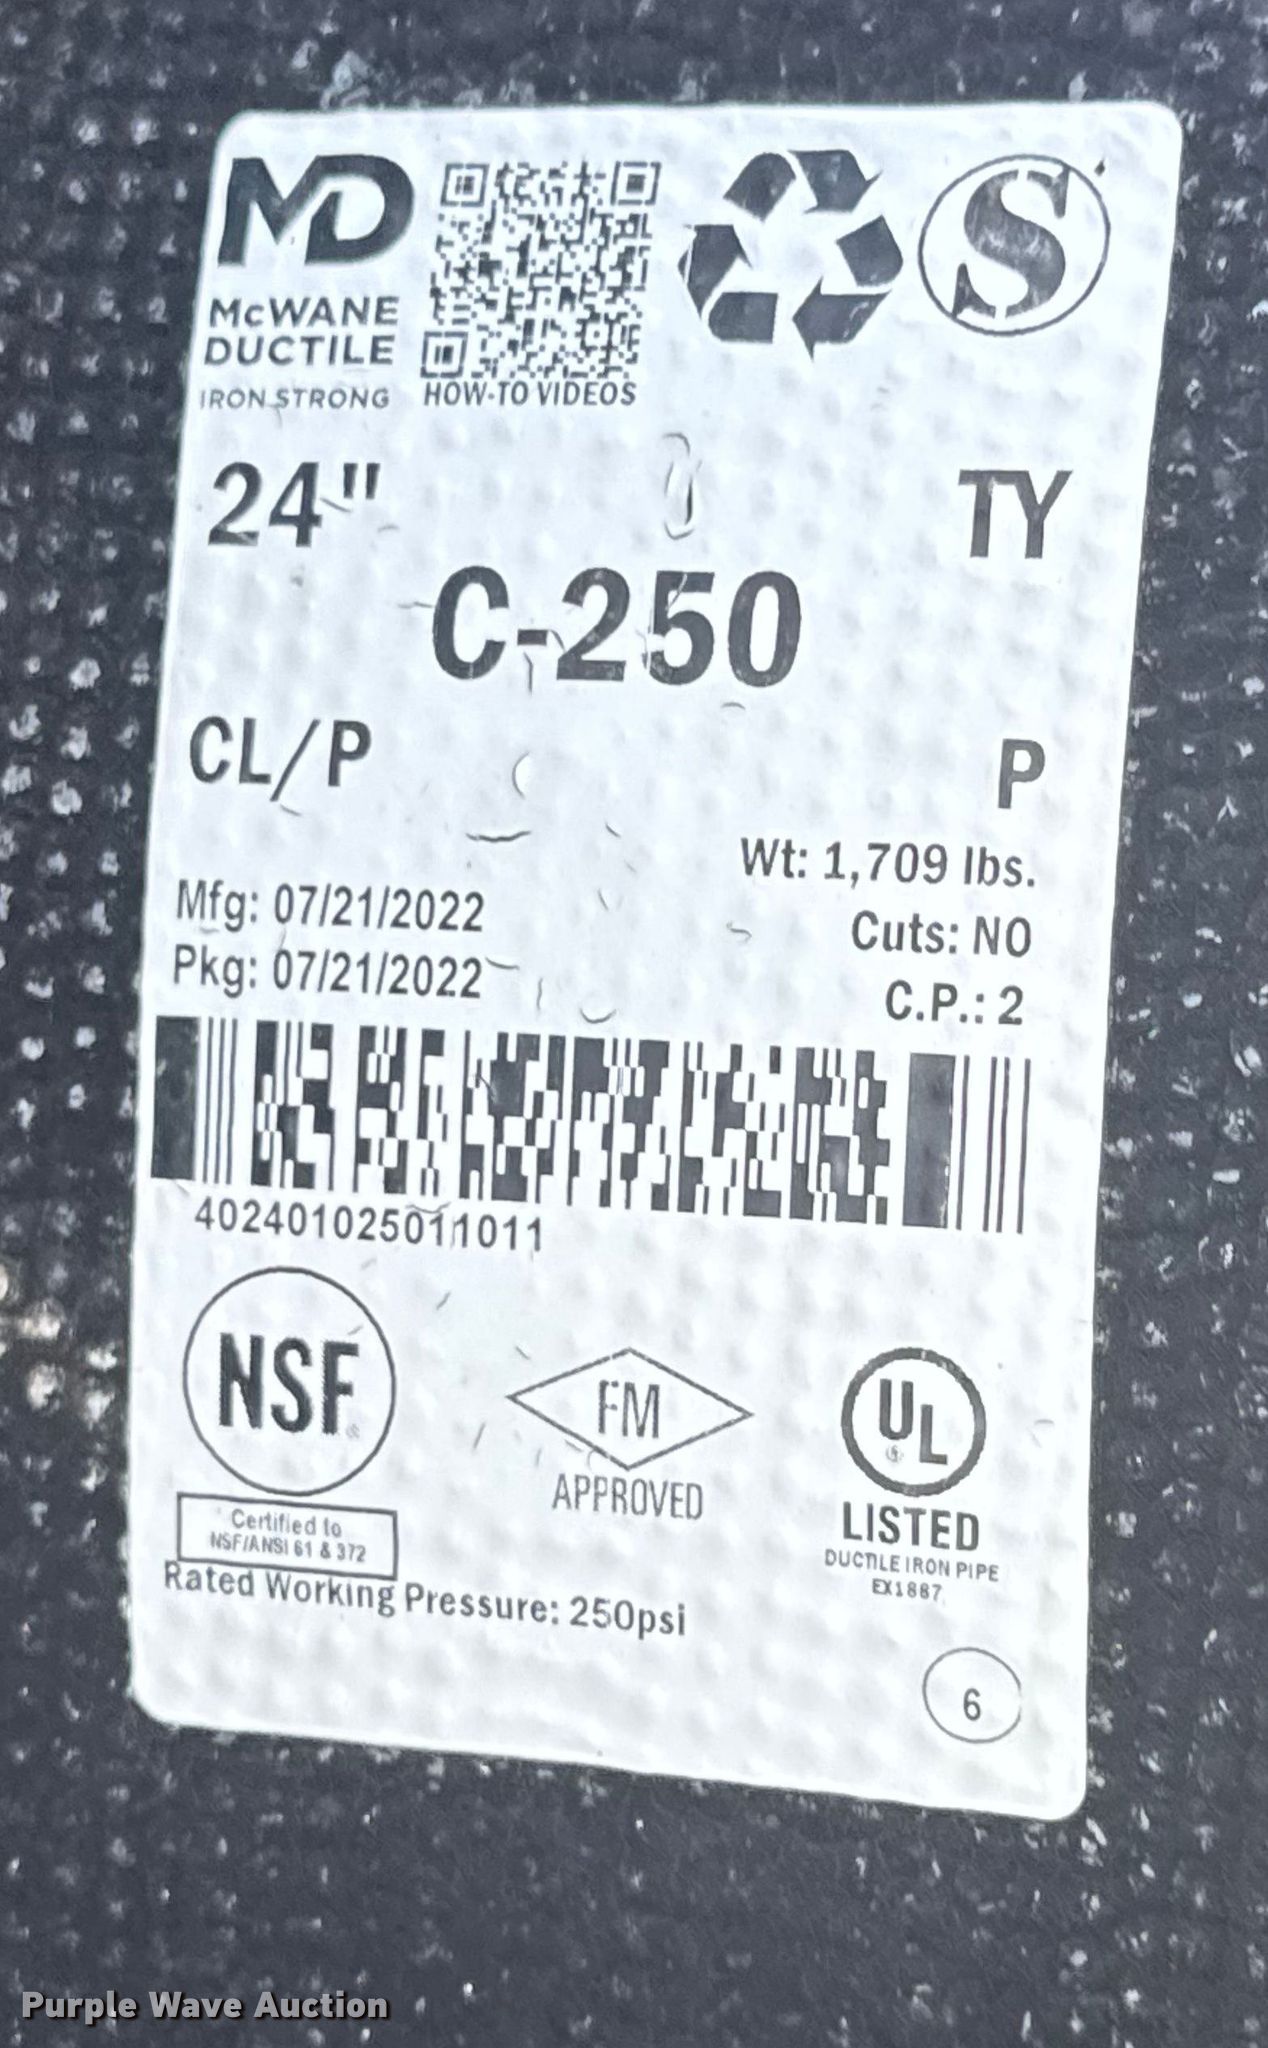 MD
McWANE
DUCTILE
IRON STRONG
HOW-TO VIDEOS
S
24" TY
C-250
CL/P P
Wt: 1,709 lbs.
Mfg: 07/21/2022 Cuts: NO
Pkg: 07/21/2022 C.P.: 2
402401025011011
NSF®
Certified to
NSF/ANSI 61 & 372
FM
APPROVED
UL®
LISTED
DUCTILE IRON PIPE
EX1887
Rated Working Pressure: 250psi
6
Purple Wave Auction